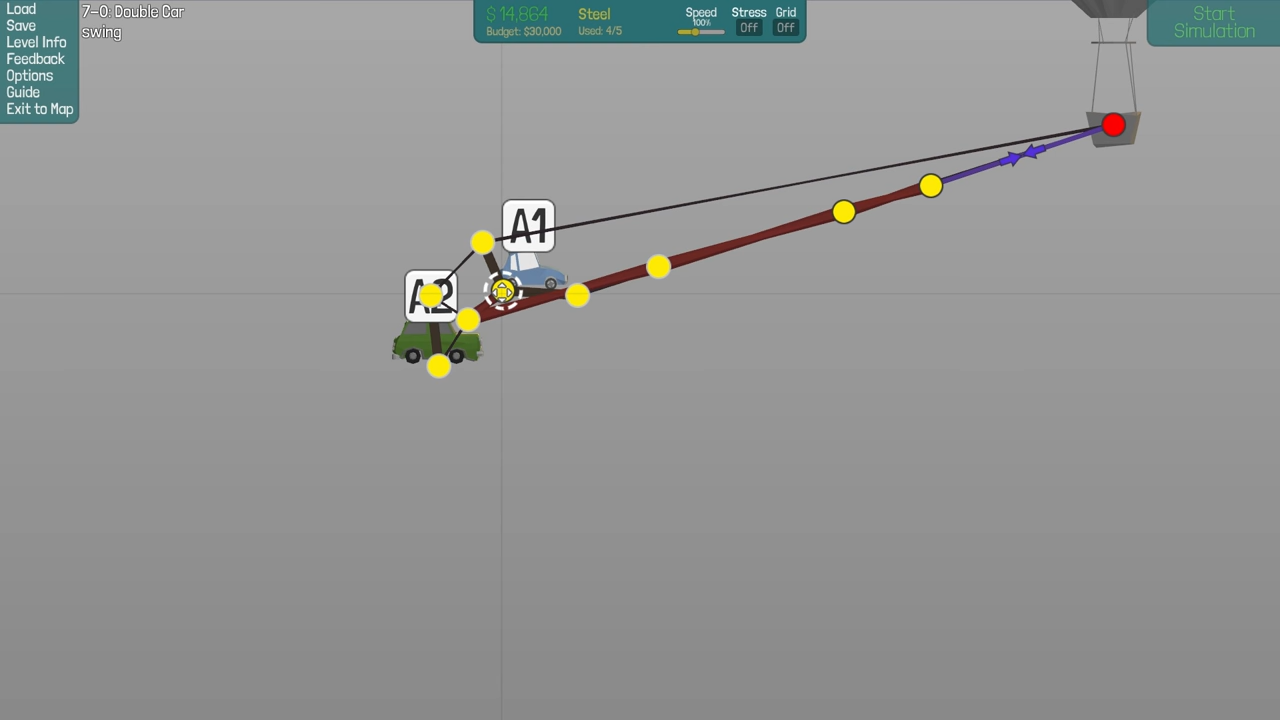 Load
Save
Level Info
Feedback
Options
Guide
Exit to Map
7-0: Double Car
swing
$ 14,864
Budget: $30,000
Steel
Used: 4/5
Speed
100%
Stress
Off
Grid
Off
Start
Simulation
A1
A2